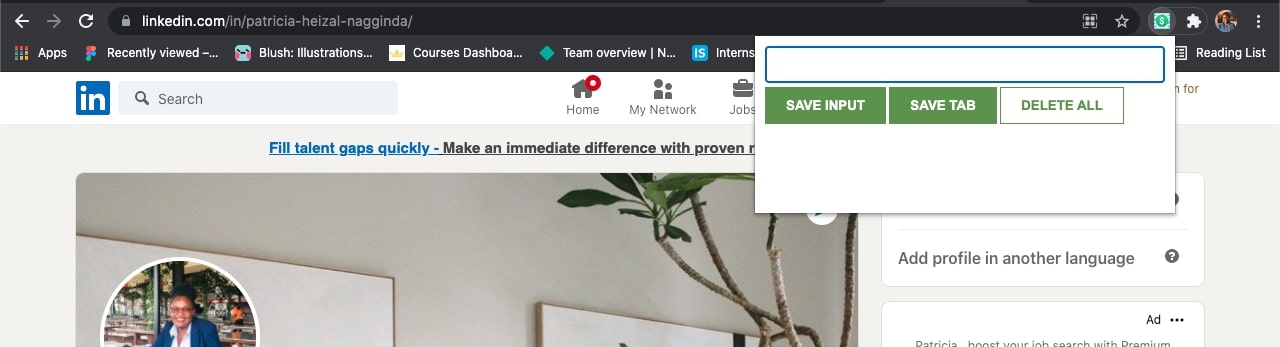 linkedin.com/in/patricia-heizal-nagginda/
Apps Recently viewed –... Blush: Illustrations... Courses Dashboa... Team overview | N... IS Interns Reading List
SAVE INPUT SAVE TAB DELETE ALL
in Search Home My Network Jobs for
Fill talent gaps quickly - Make an immediate difference with proven
Add profile in another language
Ad
Patricia, boost your job search with Premium